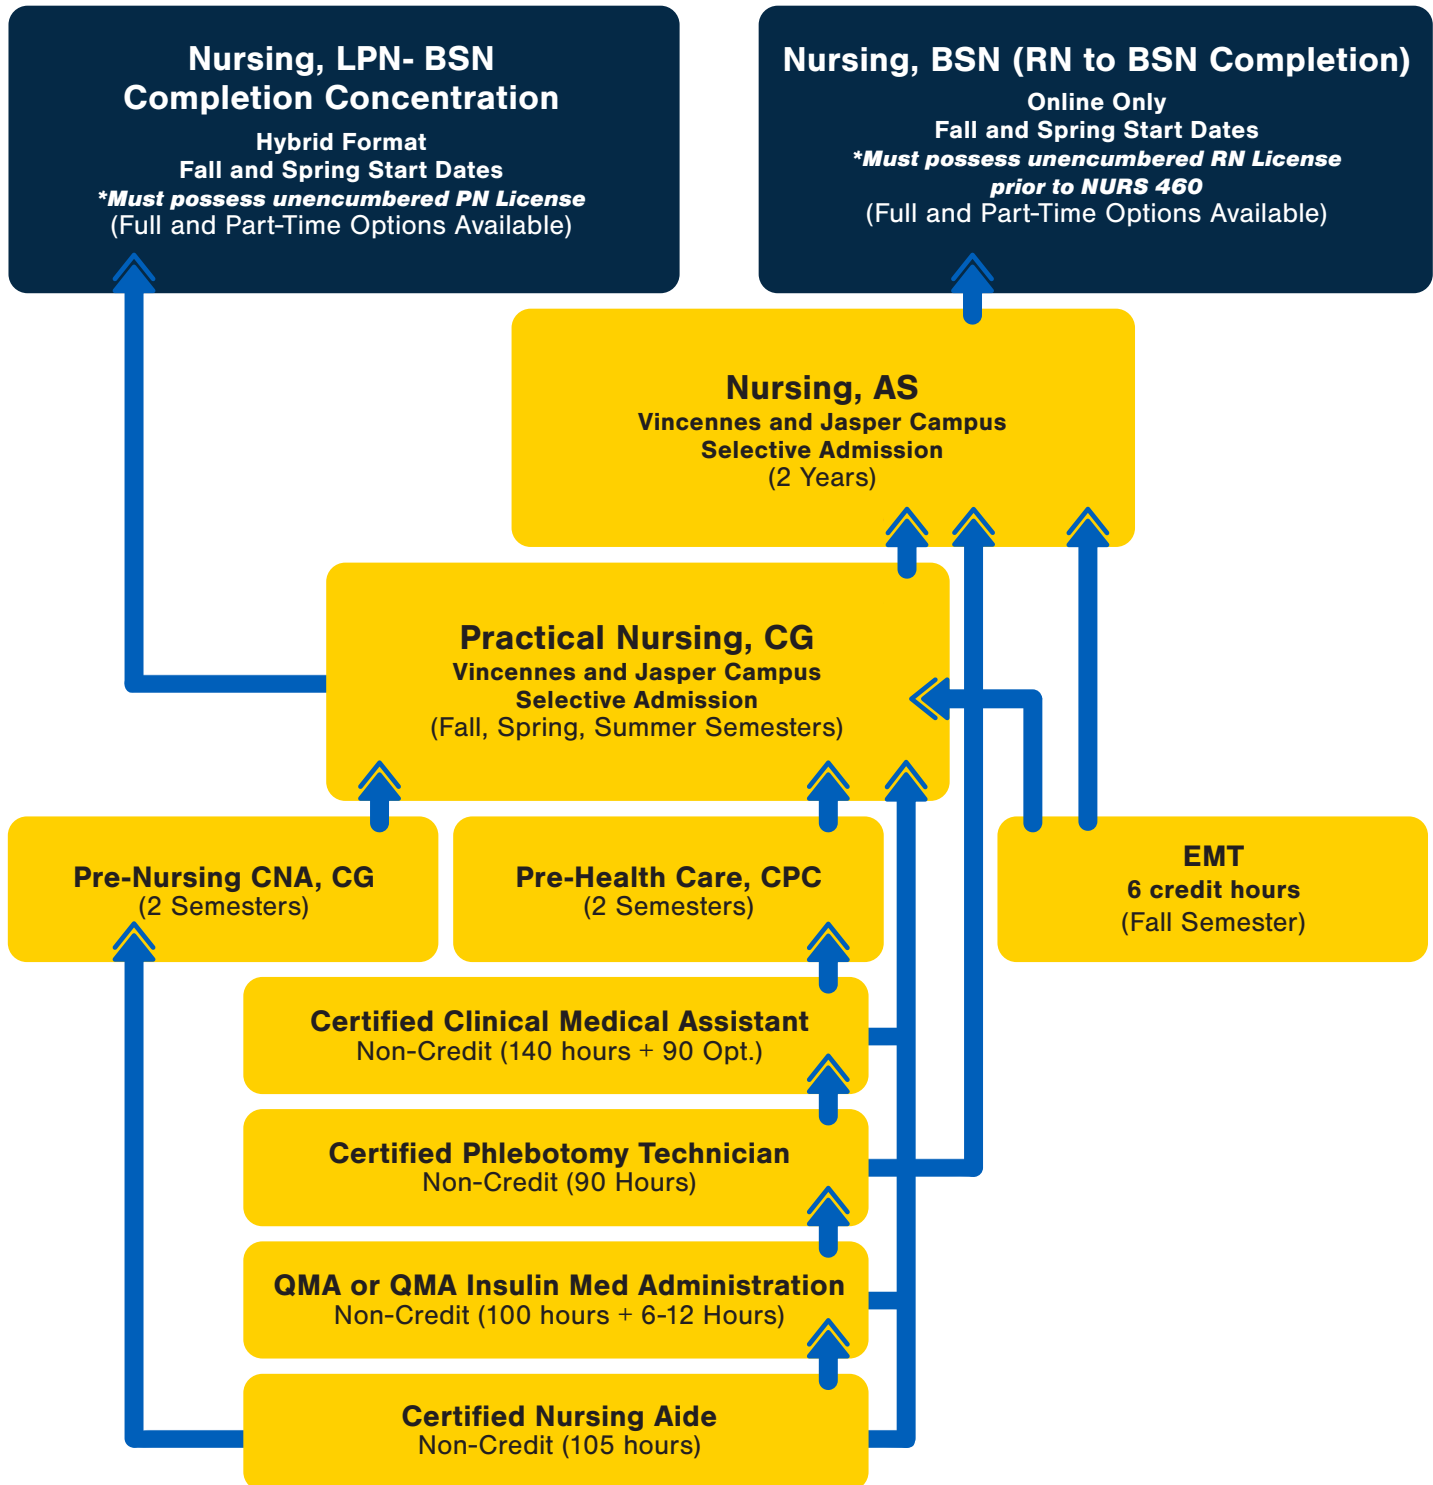 Nursing, LPN- BSN
Completion Concentration
Hybrid Format
Fall and Spring Start Dates
*Must possess unencumbered PN License
(Full and Part-Time Options Available)
Nursing, BSN (RN to BSN Completion)
Online Only
Fall and Spring Start Dates
*Must possess unencumbered RN License
prior to NURS 460
(Full and Part-Time Options Available)
Nursing, AS
Vincennes and Jasper Campus
Selective Admission
(2 Years)
Practical Nursing, CG
Vincennes and Jasper Campus
Selective Admission
(Fall, Spring, Summer Semesters)
Pre-Nursing CNA, CG
(2 Semesters)
Pre-Health Care, CPC
(2 Semesters)
EMT
6 credit hours
(Fall Semester)
Certified Clinical Medical Assistant
Non-Credit (140 hours + 90 Opt.)
Certified Phlebotomy Technician
Non-Credit (90 Hours)
QMA or QMA Insulin Med Administration
Non-Credit (100 hours + 6-12 Hours)
Certified Nursing Aide
Non-Credit (105 hours)